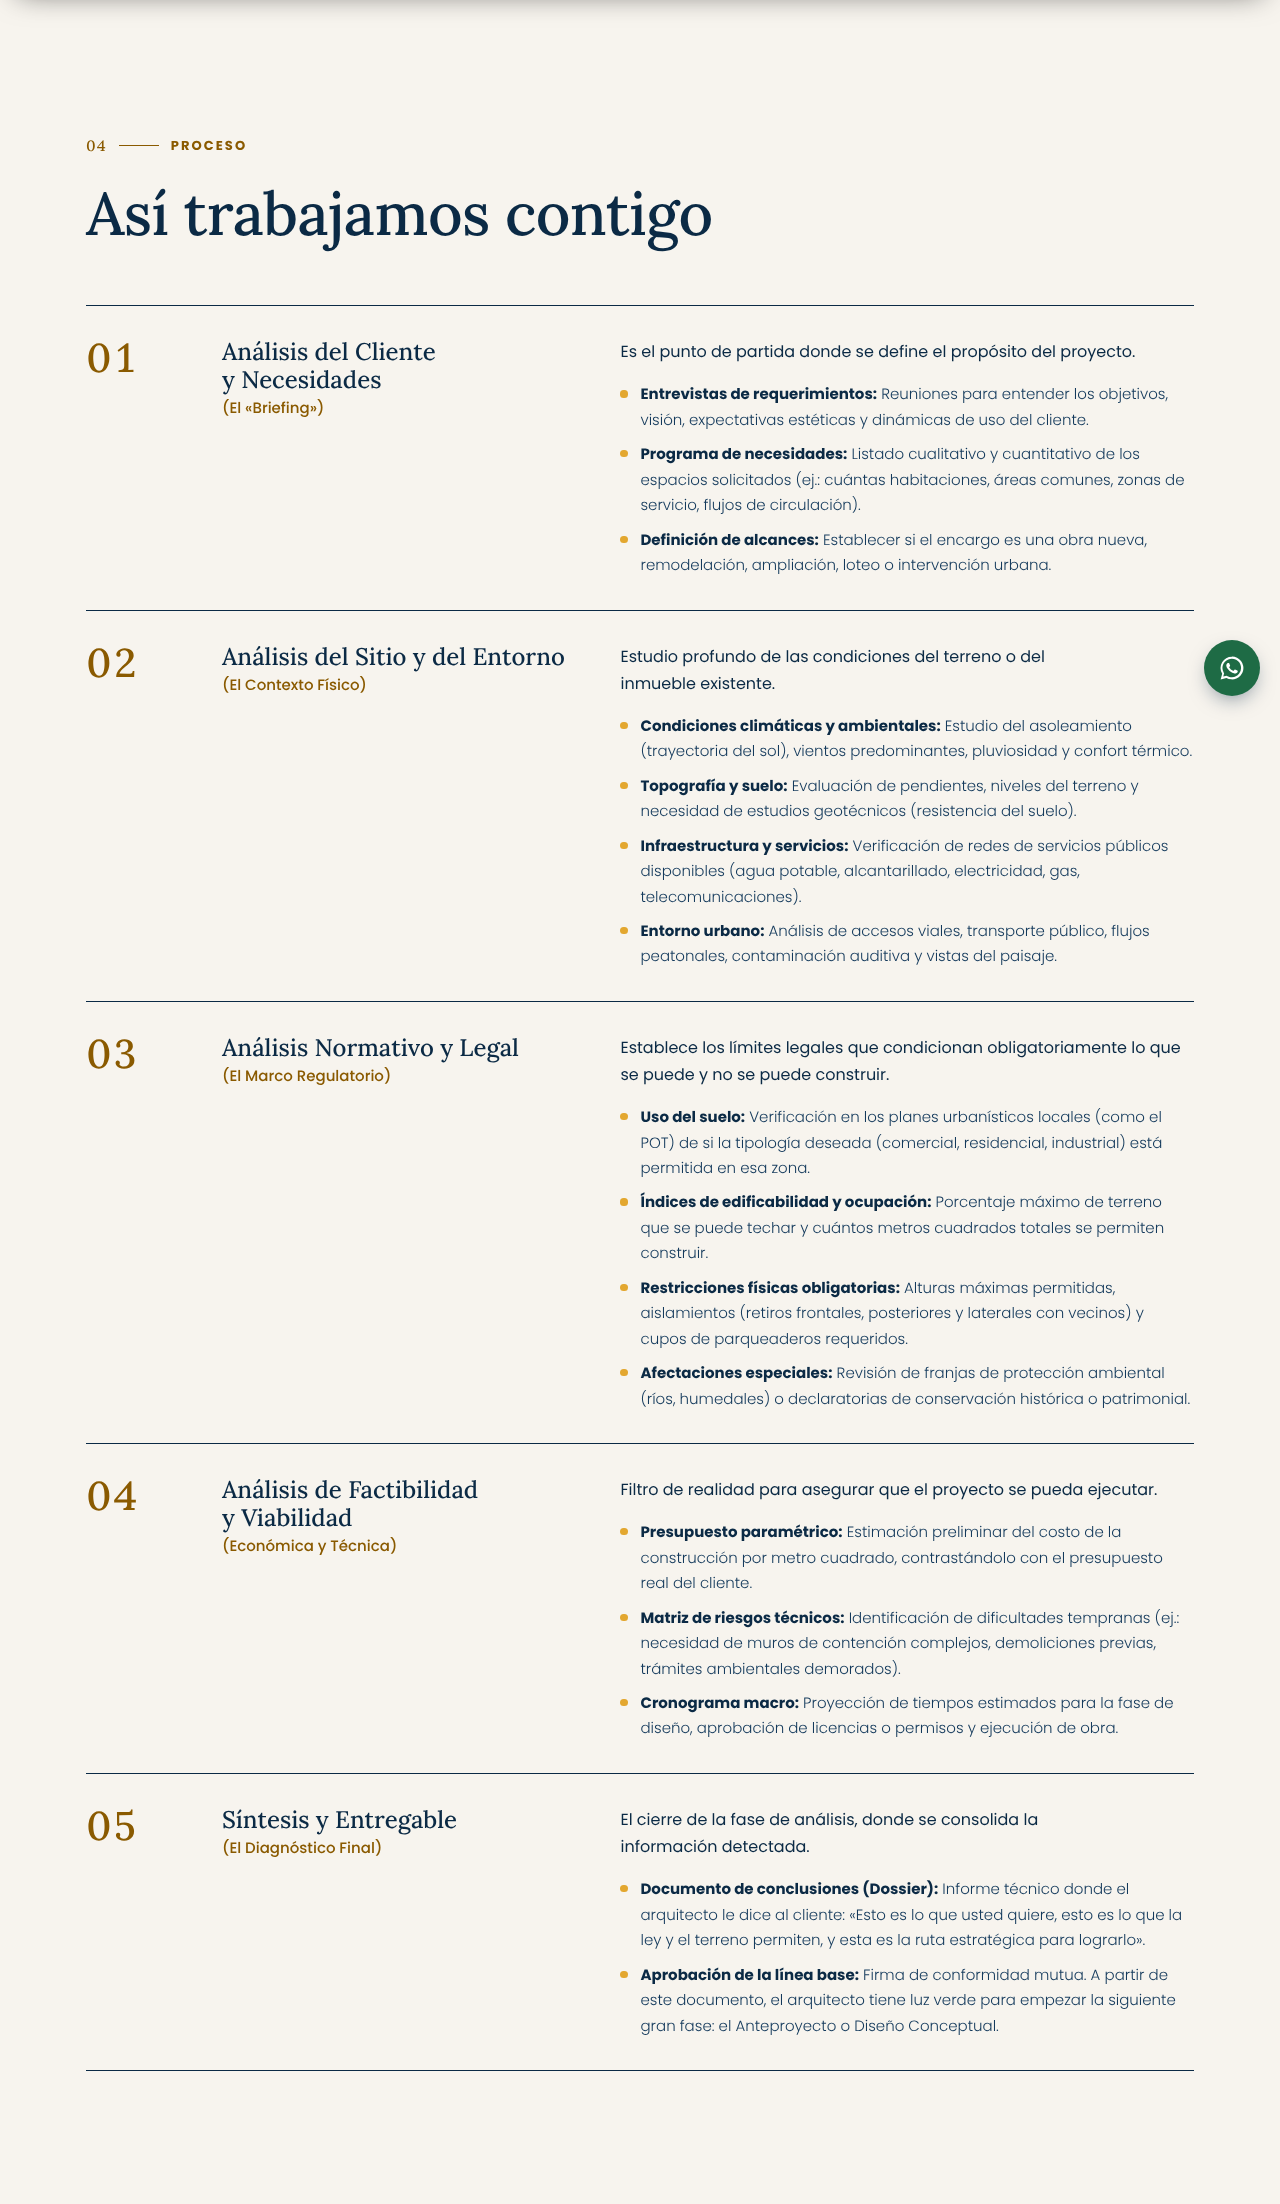 04 PROCESO
Así trabajamos contigo
01
Análisis del Cliente
y Necesidades
(El «Briefing»)
Es el punto de partida donde se define el propósito del proyecto.
Entrevistas de requerimientos: Reuniones para entender los objetivos,
visión, expectativas estéticas y dinámicas de uso del cliente.
Programa de necesidades: Listado cualitativo y cuantitativo de los
espacios solicitados (ej.: cuántas habitaciones, áreas comunes, zonas de
servicio, flujos de circulación).
Definición de alcances: Establecer si el encargo es una obra nueva,
remodelación, ampliación, loteo o intervención urbana.
02
Análisis del Sitio y del Entorno
(El Contexto Físico)
Estudio profundo de las condiciones del terreno o del
inmueble existente.
Condiciones climáticas y ambientales: Estudio del asoleamiento
(trayectoria del sol), vientos predominantes, pluviosidad y confort térmico.
Topografía y suelo: Evaluación de pendientes, niveles del terreno y
necesidad de estudios geotécnicos (resistencia del suelo).
Infraestructura y servicios: Verificación de redes de servicios públicos
disponibles (agua potable, alcantarillado, electricidad, gas,
telecomunicaciones).
Entorno urbano: Análisis de accesos viales, transporte público, flujos
peatonales, contaminación auditiva y vistas del paisaje.
03
Análisis Normativo y Legal
(El Marco Regulatorio)
Establece los límites legales que condicionan obligatoriamente lo que
se puede y no se puede construir.
Uso del suelo: Verificación en los planes urbanísticos locales (como el
POT) de si la tipología deseada (comercial, residencial, industrial) está
permitida en esa zona.
Índices de edificabilidad y ocupación: Porcentaje máximo de terreno
que se puede techar y cuántos metros cuadrados totales se permiten
construir.
Restricciones físicas obligatorias: Alturas máximas permitidas,
aislamientos (retiros frontales, posteriores y laterales con vecinos) y
cupos de parqueaderos requeridos.
Afectaciones especiales: Revisión de franjas de protección ambiental
(ríos, humedales) o declaratorias de conservación histórica o patrimonial.
04
Análisis de Factibilidad
y Viabilidad
(Económica y Técnica)
Filtro de realidad para asegurar que el proyecto se pueda ejecutar.
Presupuesto paramétrico: Estimación preliminar del costo de la
construcción por metro cuadrado, contrastándolo con el presupuesto
real del cliente.
Matriz de riesgos técnicos: Identificación de dificultades tempranas (ej.:
necesidad de muros de contención complejos, demoliciones previas,
trámites ambientales demorados).
Cronograma macro: Proyección de tiempos estimados para la fase de
diseño, aprobación de licencias o permisos y ejecución de obra.
05
Síntesis y Entregable
(El Diagnóstico Final)
El cierre de la fase de análisis, donde se consolida la
información detectada.
Documento de conclusiones (Dossier): Informe técnico donde el
arquitecto le dice al cliente: «Esto es lo que usted quiere, esto es lo que la
ley y el terreno permiten, y esta es la ruta estratégica para lograrlo».
Aprobación de la línea base: Firma de conformidad mutua. A partir de
este documento, el arquitecto tiene luz verde para empezar la siguiente
gran fase: el Anteproyecto o Diseño Conceptual.